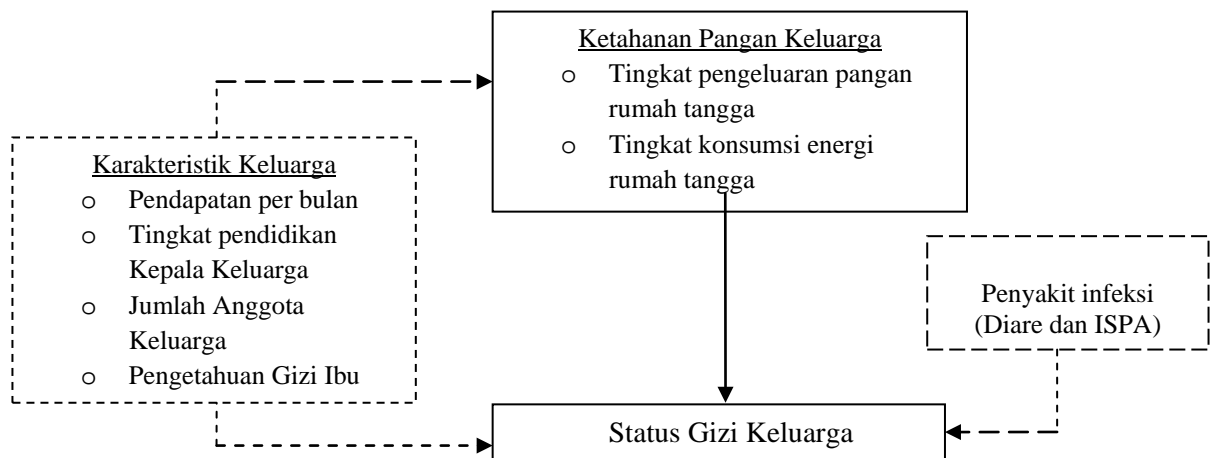 Ketahanan Pangan Keluarga
o Tingkat pengeluaran pangan
rumah tangga
o Tingkat konsumsi energi
rumah tangga
Karakteristik Keluarga
o Pendapatan per bulan
o Tingkat pendidikan
Kepala Keluarga
o Jumlah Anggota
Keluarga
o Pengetahuan Gizi Ibu
Penyakit infeksi
(Diare dan ISPA)
Status Gizi Keluarga